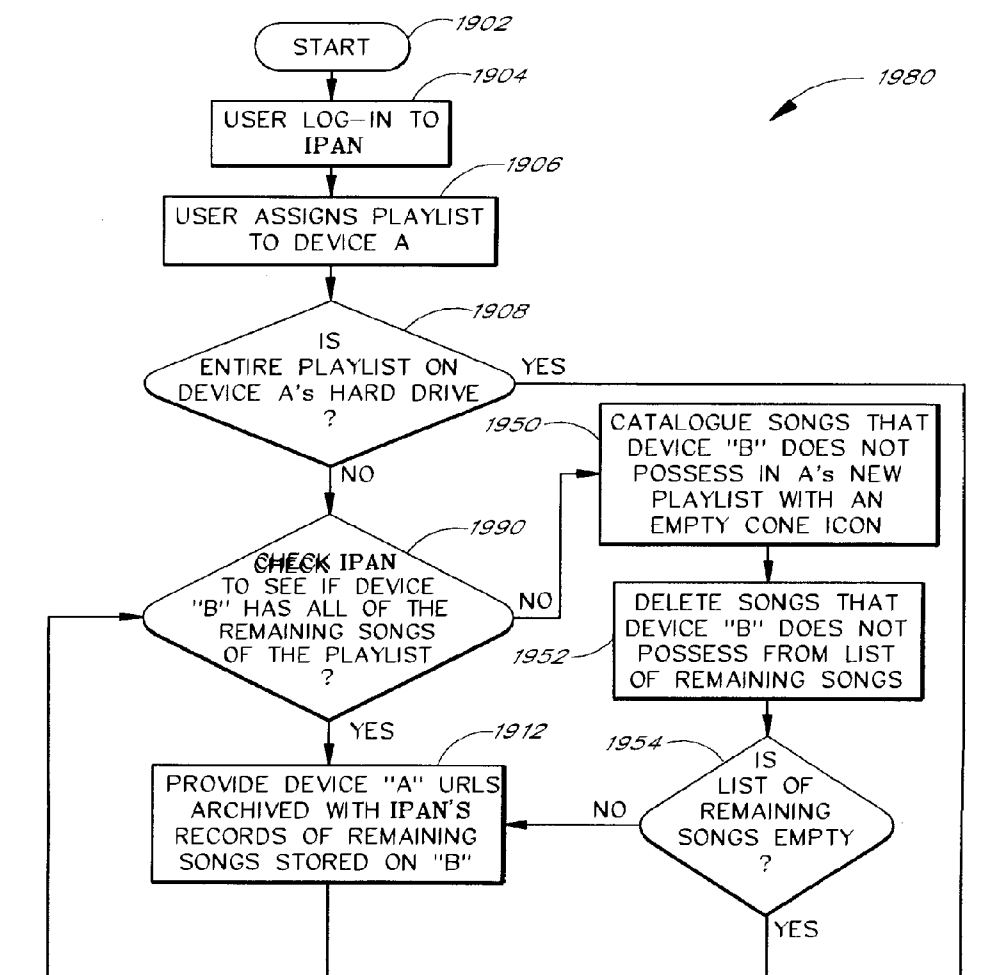 1902
START
1904
1980
USER LOG-IN TO
IPAN
1906
USER ASSIGNS PLAYLIST
TO DEVICE A
1908
IS
ENTIRE PLAYLIST ON
DEVICE A's HARD DRIVE
?
YES
NO
1950
CATALOGUE SONGS THAT
DEVICE "B" DOES NOT
POSSESS IN A's NEW
PLAYLIST WITH AN
EMPTY CONE ICON
1990
CHECK IPAN
TO SEE IF DEVICE
"B" HAS ALL OF THE
REMAINING SONGS
OF THE PLAYLIST
?
NO
YES
1952
DELETE SONGS THAT
DEVICE "B" DOES NOT
POSSESS FROM LIST
OF REMAINING SONGS
1912
PROVIDE DEVICE "A" URLS
ARCHIVED WITH IPAN'S
RECORDS OF REMAINING
SONGS STORED ON "B"
1954
IS
LIST OF
REMAINING
SONGS EMPTY
?
NO
YES